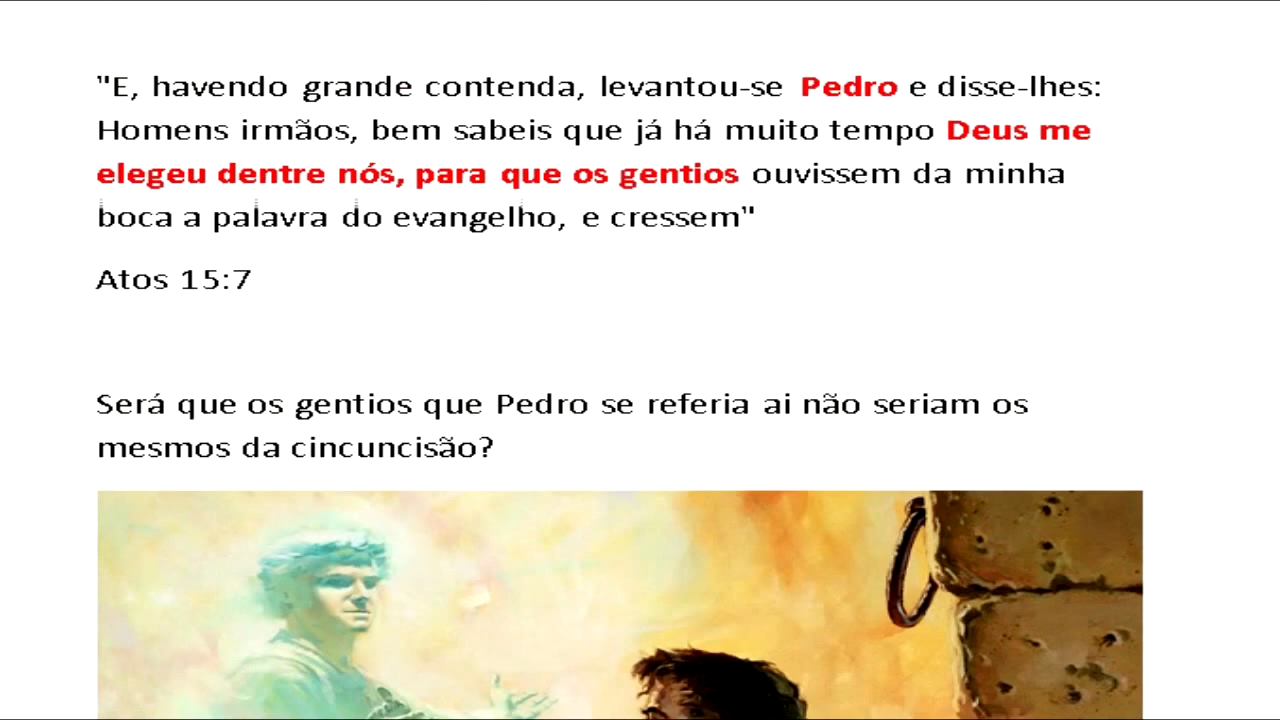 "E, havendo grande contenda, levantou-se Pedro e disse-lhes:
Homens irmãos, bem sabeis que já há muito tempo Deus me
elegeu dentre nós, para que os gentios ouvissem da minha
boca a palavra do evangelho, e cressem"
Atos 15:7
Será que os gentios que Pedro se referia ai não seriam os
mesmos da cincuncisão?